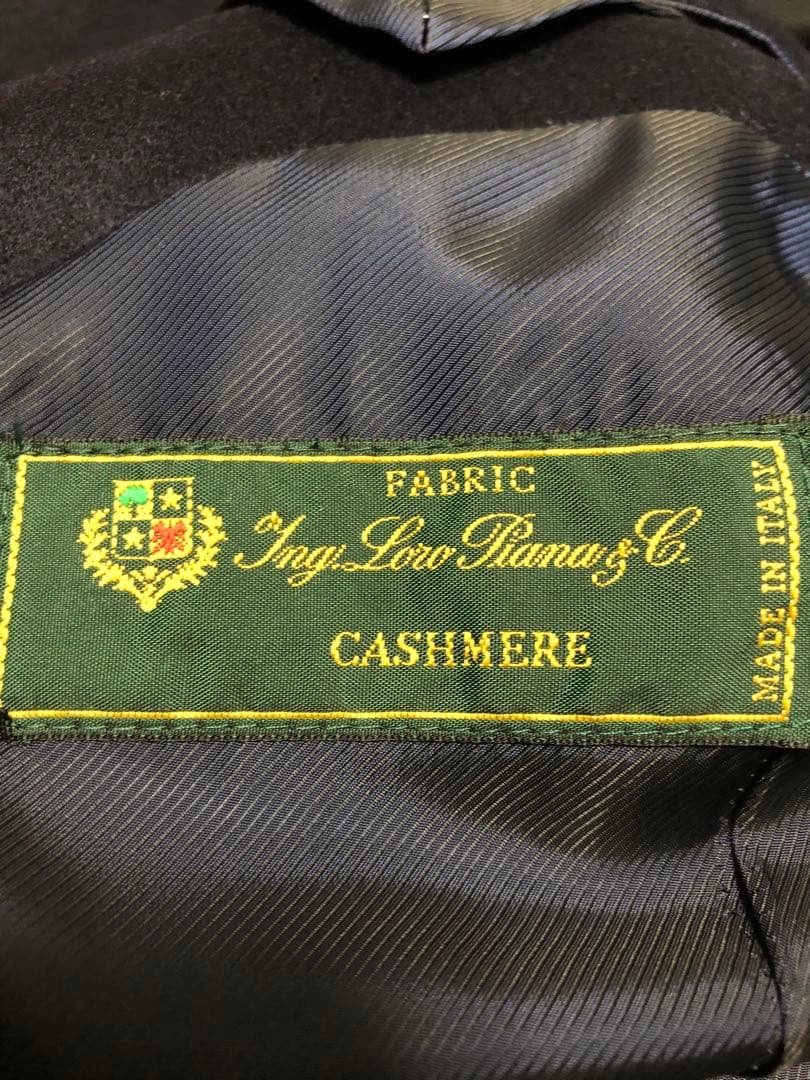 FABRIC
Ing. Loro Piana & C.
CASHMERE
MADE IN ITALY